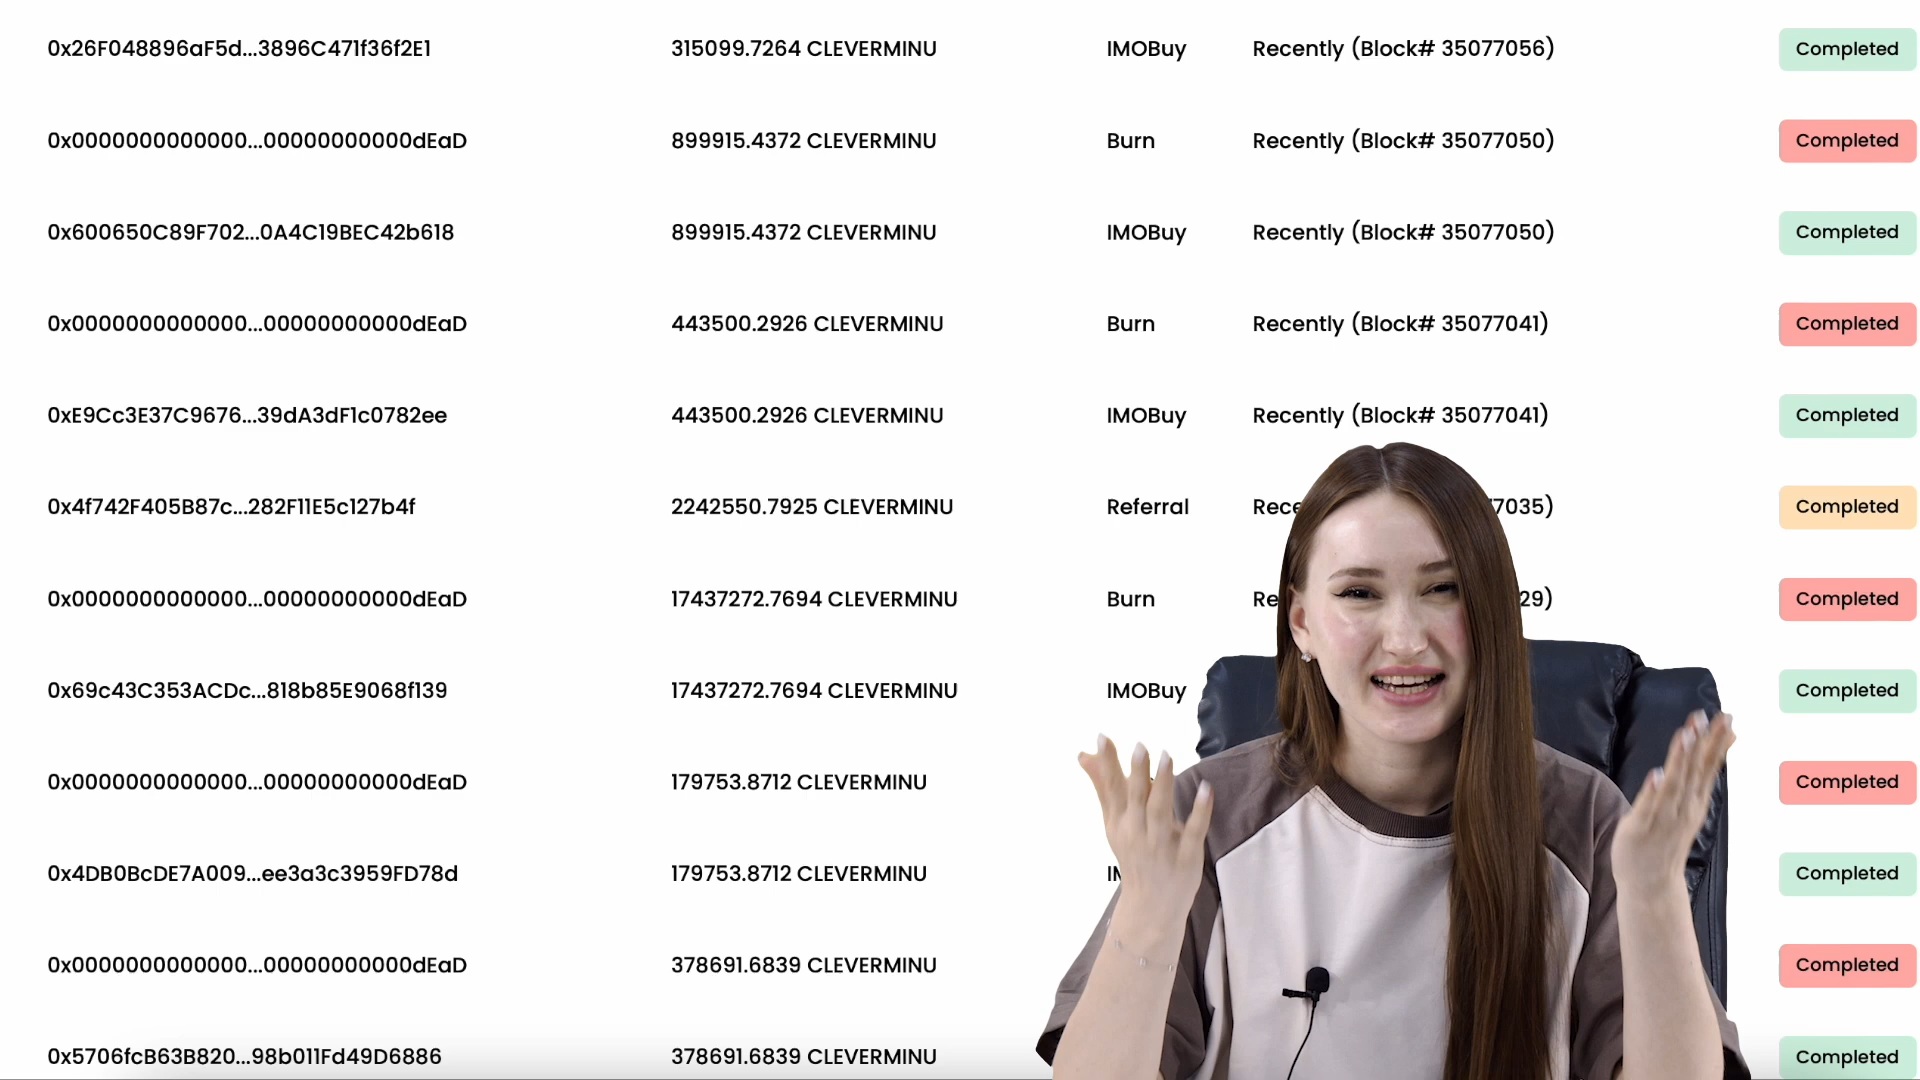 0x26F048896aF5d...3896C471f36f2E1 315099.7264 CLEVERMINU IMOBuy Recently (Block# 35077056) Completed
0x0000000000000...00000000000dEaD 899915.4372 CLEVERMINU Burn Recently (Block# 35077050) Completed
0x600650C89F702...0A4C19BEC42b618 899915.4372 CLEVERMINU IMOBuy Recently (Block# 35077050) Completed
0x0000000000000...00000000000dEaD 443500.2926 CLEVERMINU Burn Recently (Block# 35077041) Completed
0xE9Cc3E37C9676...39dA3dF1c0782ee 443500.2926 CLEVERMINU IMOBuy Recently (Block# 35077041) Completed
0x4f742F405B87c...282F11E5c127b4f 2242550.7925 CLEVERMINU Referral 7035) Completed
0x0000000000000...00000000000dEaD 17437272.7694 CLEVERMINU Burn 29) Completed
0x69c43C353ACDc...818b85E9068f139 17437272.7694 CLEVERMINU IMOBuy Completed
0x0000000000000...00000000000dEaD 179753.8712 CLEVERMINU Completed
0x4DB0BcDE7A009...ee3a3c3959FD78d 179753.8712 CLEVERMINU Completed
0x0000000000000...00000000000dEaD 378691.6839 CLEVERMINU Completed
0x5706fcB63B820...98b011Fd49D6886 378691.6839 CLEVERMINU Completed